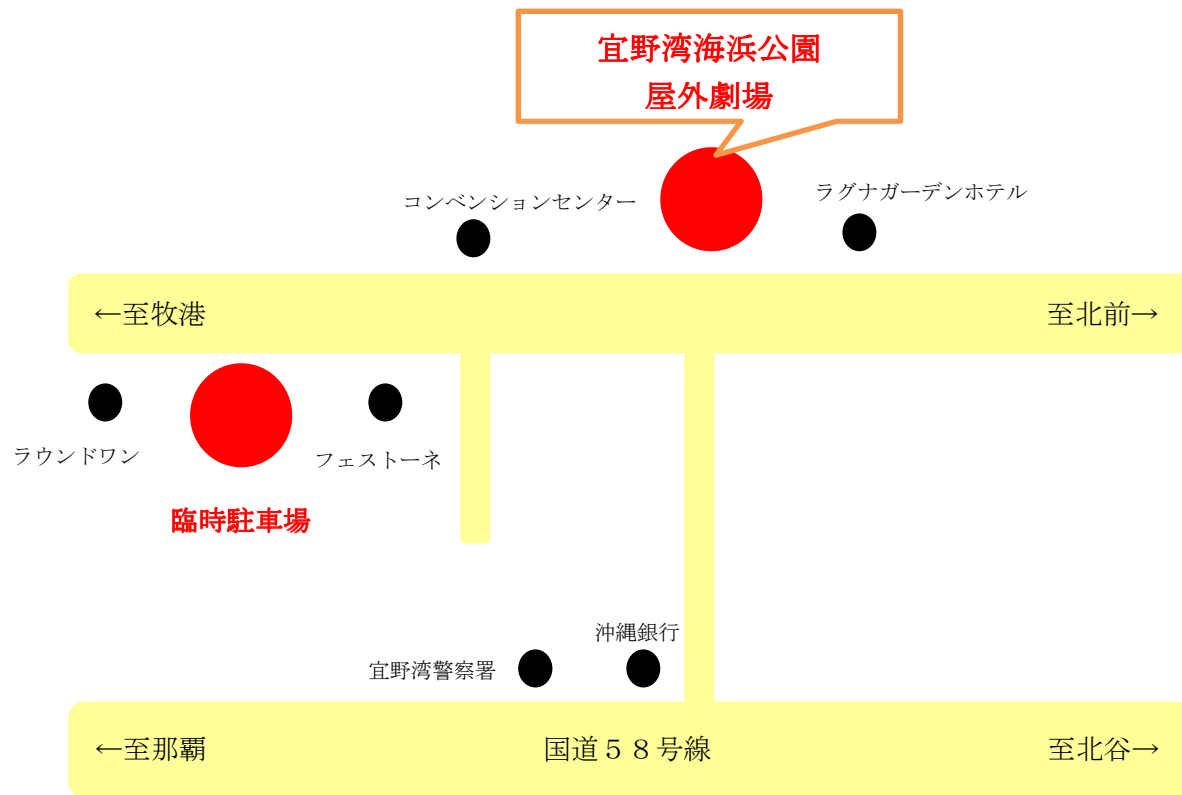 宜野湾海浜公園
屋外劇場
コンベンションセンター
ラグナガーデンホテル
←至牧港
至北前→
ラウンドワン
フェストーネ
臨時駐車場
沖縄銀行
宜野湾警察署
←至那覇
国道５８号線
至北谷→